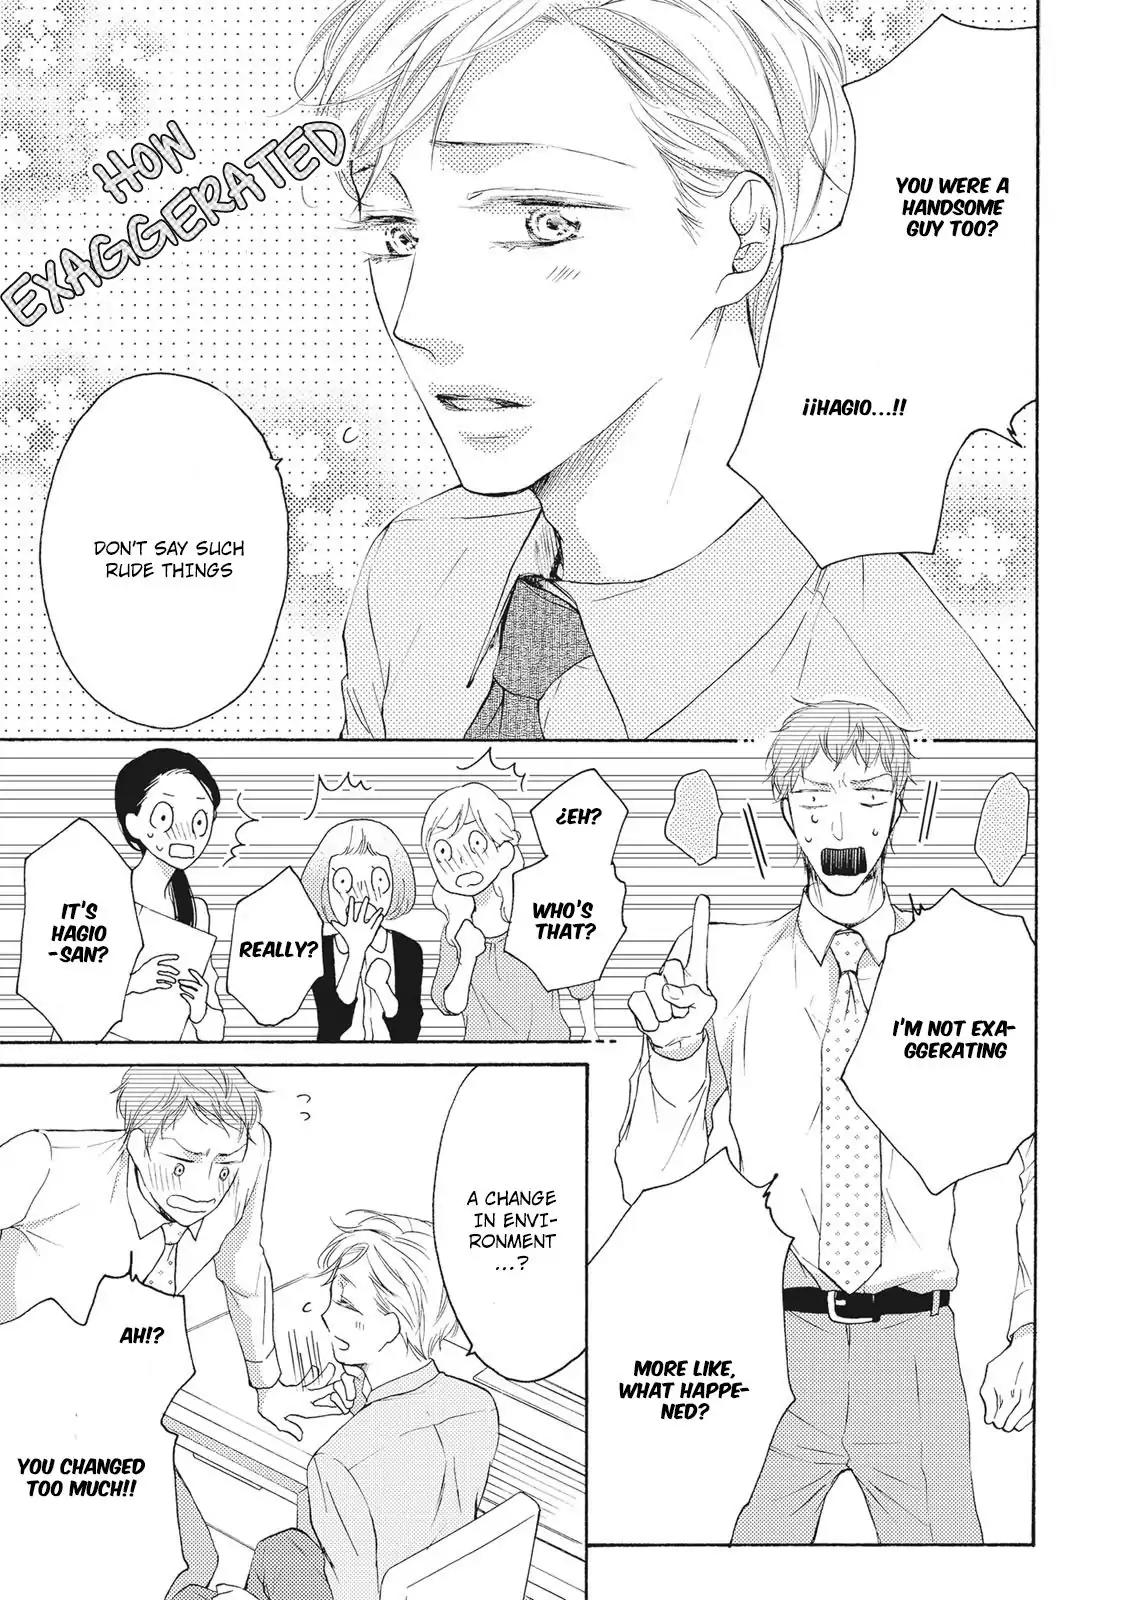 YOU WERE A
HANDSOME
GUY TOO?
¡¡HAGIO...!!
HOW
EXAGGERATED
DON'T SAY SUCH
RUDE THINGS
I'M NOT EXA-
GGERATING
MORE LIKE,
WHAT HAPPE-
NED?
¿EH?
WHO'S
THAT?
REALLY?
IT'S
HAGIO
-SAN?
A CHANGE
IN ENVI-
RONMENT
...?
AH!?
YOU CHANGED
TOO MUCH!!